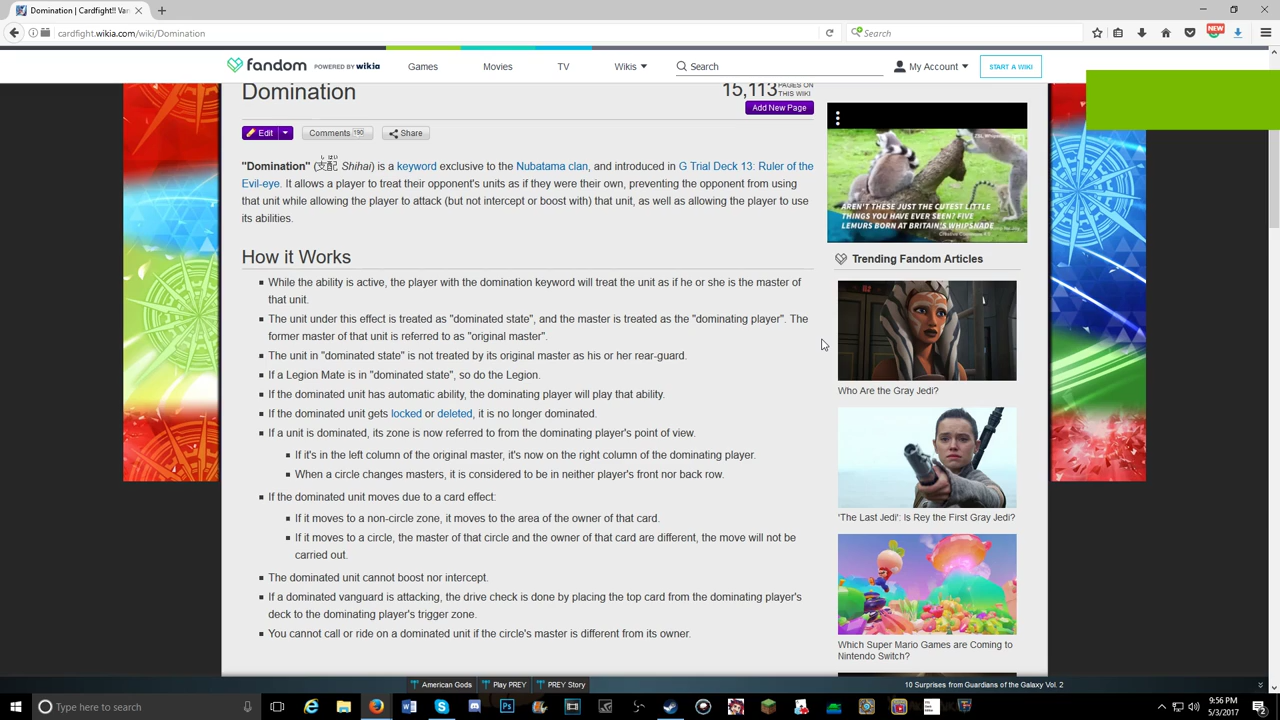 Domination | Cardfight!! Van
cardfight.wikia.com/wiki/Domination
Search
NEW
fandom POWERED BY wikia
Games
Movies
TV
Wikis
Search
My Account
START A WIKI
Domination
15,113 PAGES ON THIS WIKI
Add New Page
Edit
Comments 190
Share
"Domination" (支配 しはい Shihai) is a keyword exclusive to the Nubatama clan, and introduced in G Trial Deck 13: Ruler of the
Evil-eye. It allows a player to treat their opponent's units as if they were their own, preventing the opponent from using
that unit while allowing the player to attack (but not intercept or boost with) that unit, as well as allowing the player to use
its abilities.
How it Works
While the ability is active, the player with the domination keyword will treat the unit as if he or she is the master of
that unit.
The unit under this effect is treated as "dominated state", and the master is treated as the "dominating player". The
former master of that unit is referred to as "original master".
The unit in "dominated state" is not treated by its original master as his or her rear-guard.
If a Legion Mate is in "dominated state", so do the Legion.
If the dominated unit has automatic ability, the dominating player will play that ability.
If the dominated unit gets locked or deleted, it is no longer dominated.
If a unit is dominated, its zone is now referred to from the dominating player's point of view.
If it's in the left column of the original master, it's now on the right column of the dominating player.
When a circle changes masters, it is considered to be in neither player's front nor back row.
If the dominated unit moves due to a card effect:
If it moves to a non-circle zone, it moves to the area of the owner of that card.
If it moves to a circle, the master of that circle and the owner of that card are different, the move will not be
carried out.
The dominated unit cannot boost nor intercept.
If a dominated vanguard is attacking, the drive check is done by placing the top card from the dominating player's
deck to the dominating player's trigger zone.
You cannot call or ride on a dominated unit if the circle's master is different from its owner.
AREN'T THESE JUST THE CUTEST LITTLE
THINGS YOU HAVE EVER SEEN? FIVE
LEMURS BORN AT BRITAIN'S WHIPSNADE
Trending Fandom Articles
Who Are the Gray Jedi?
'The Last Jedi': Is Rey the First Gray Jedi?
Which Super Mario Games are Coming to
Nintendo Switch?
American Gods
Play PREY
PREY Story
10 Surprises from Guardians of the Galaxy Vol. 2
Type here to search
9:56 PM
5/3/2017